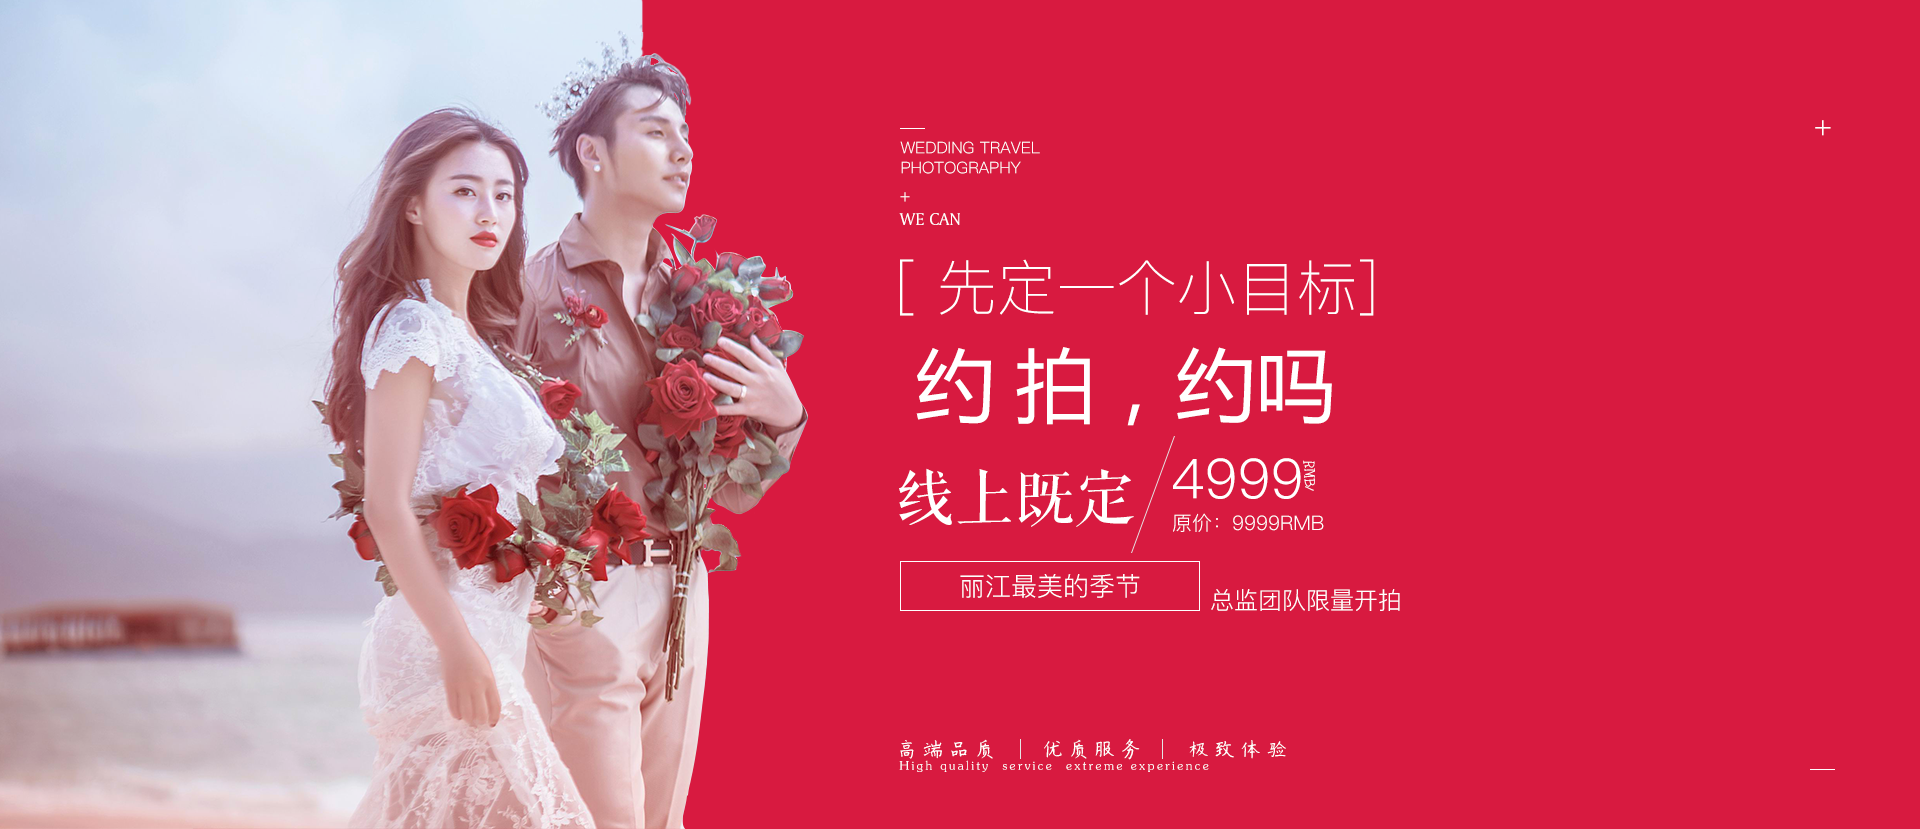 WEDDING TRAVEL
PHOTOGRAPHY
+
WE CAN
[ 先定一个小目标]
约拍，约吗
线上既定/4999RMB/
原价：9999RMB
丽江最美的季节
总监团队限量开拍
高端品质 | 优质服务 | 极致体验
High quality service extreme experience